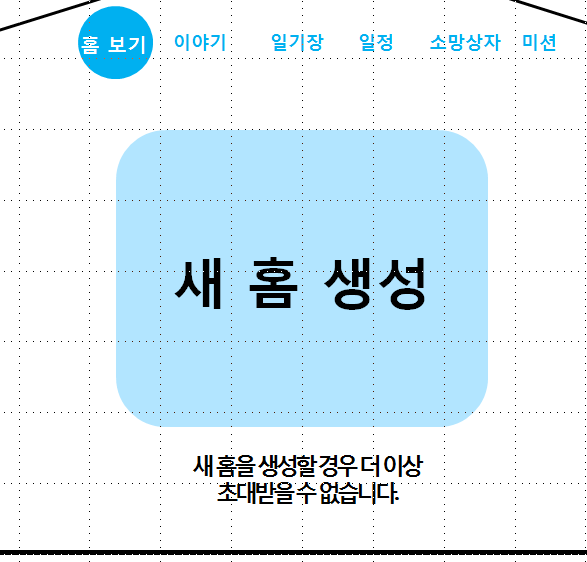 홈 보기 이야기 일기장 일정 소망상자 미션
새 홈 생성
새 홈을 생성할 경우 더 이상
초대받을 수 없습니다.